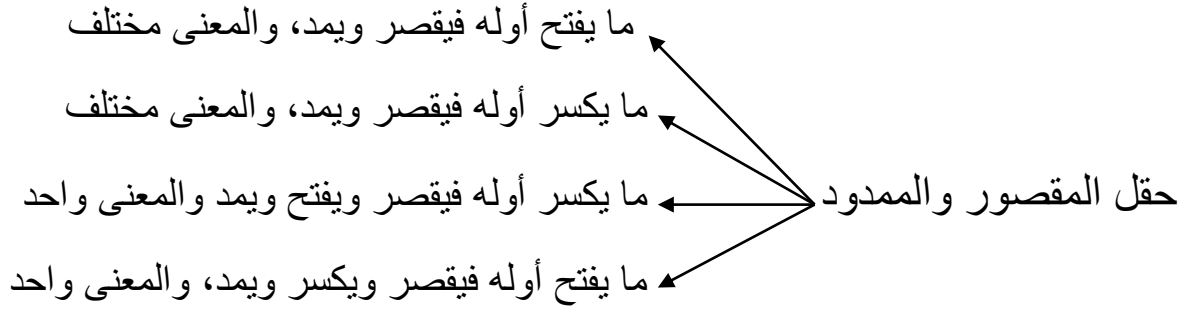 ما يفتح أوله فيقصر ويمد، والمعنى مختلف
ما يكسر أوله فيقصر ويمد، والمعنى مختلف
حقل المقصور والممدود
ما يكسر أوله فيقصر ويفتح ويمد والمعنى واحد
ما يفتح أوله فيقصر ويكسر ويمد، والمعنى واحد